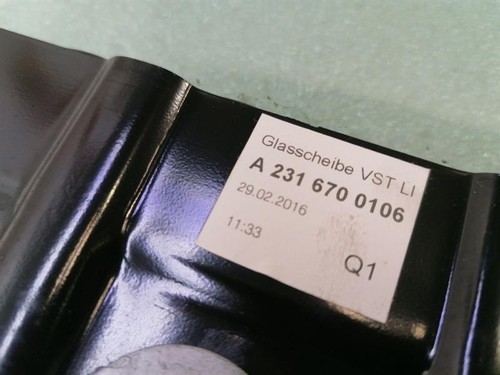 Glasscheibe VST LI
A 231 670 0106
29.02.2016
11:33
Q1